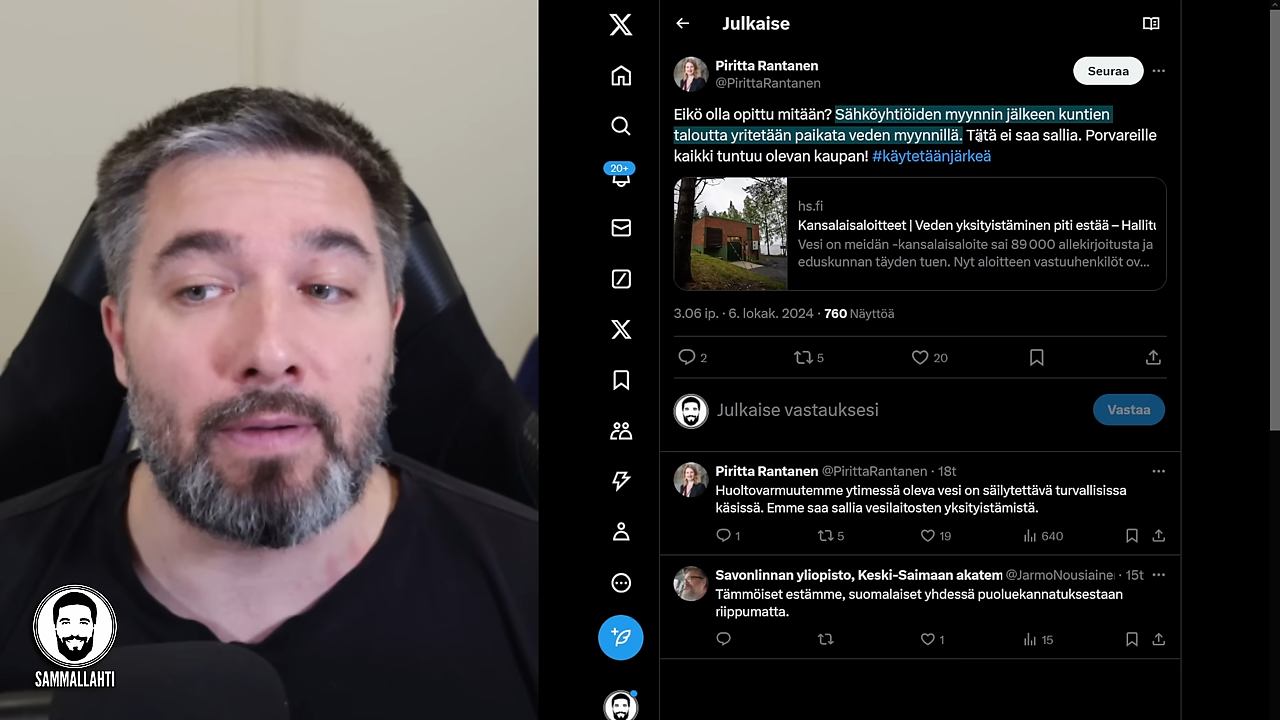 Julkaise
Piritta Rantanen
@PirittaRantanen
Seuraa
Eikö olla opittu mitään? Sähköyhtiöiden myynnin jälkeen kuntien
taloutta yritetään paikata veden myynnillä. Tätä ei saa sallia. Porvareille
kaikki tuntuu olevan kaupan! #käytetäänjärkeä
hs.fi
Kansalaisaloitteet | Veden yksityistäminen piti estää – Hallitu
Vesi on meidän -kansalaisaloite sai 89 000 allekirjoitusta ja
eduskunnan täyden tuen. Nyt aloitteen vastuuhenkilöt ov...
3.06 ip. · 6. lokak. 2024 · 760 Näyttöä
2 5 20
20+
Julkaise vastauksesi
Vastaa
Piritta Rantanen @PirittaRantanen · 18t
Huoltovarmuutemme ytimessä oleva vesi on säilytettävä turvallisissa
käsissä. Emme saa sallia vesilaitosten yksityistämistä.
1 5 19 640
Savonlinnan yliopisto, Keski-Saimaan akatem @JarmoNousiaine · 15t
Tämmöiset estämme, suomalaiset yhdessä puoluekannatuksestaan
riippumatta.
1 15
SAMMALLAHTI